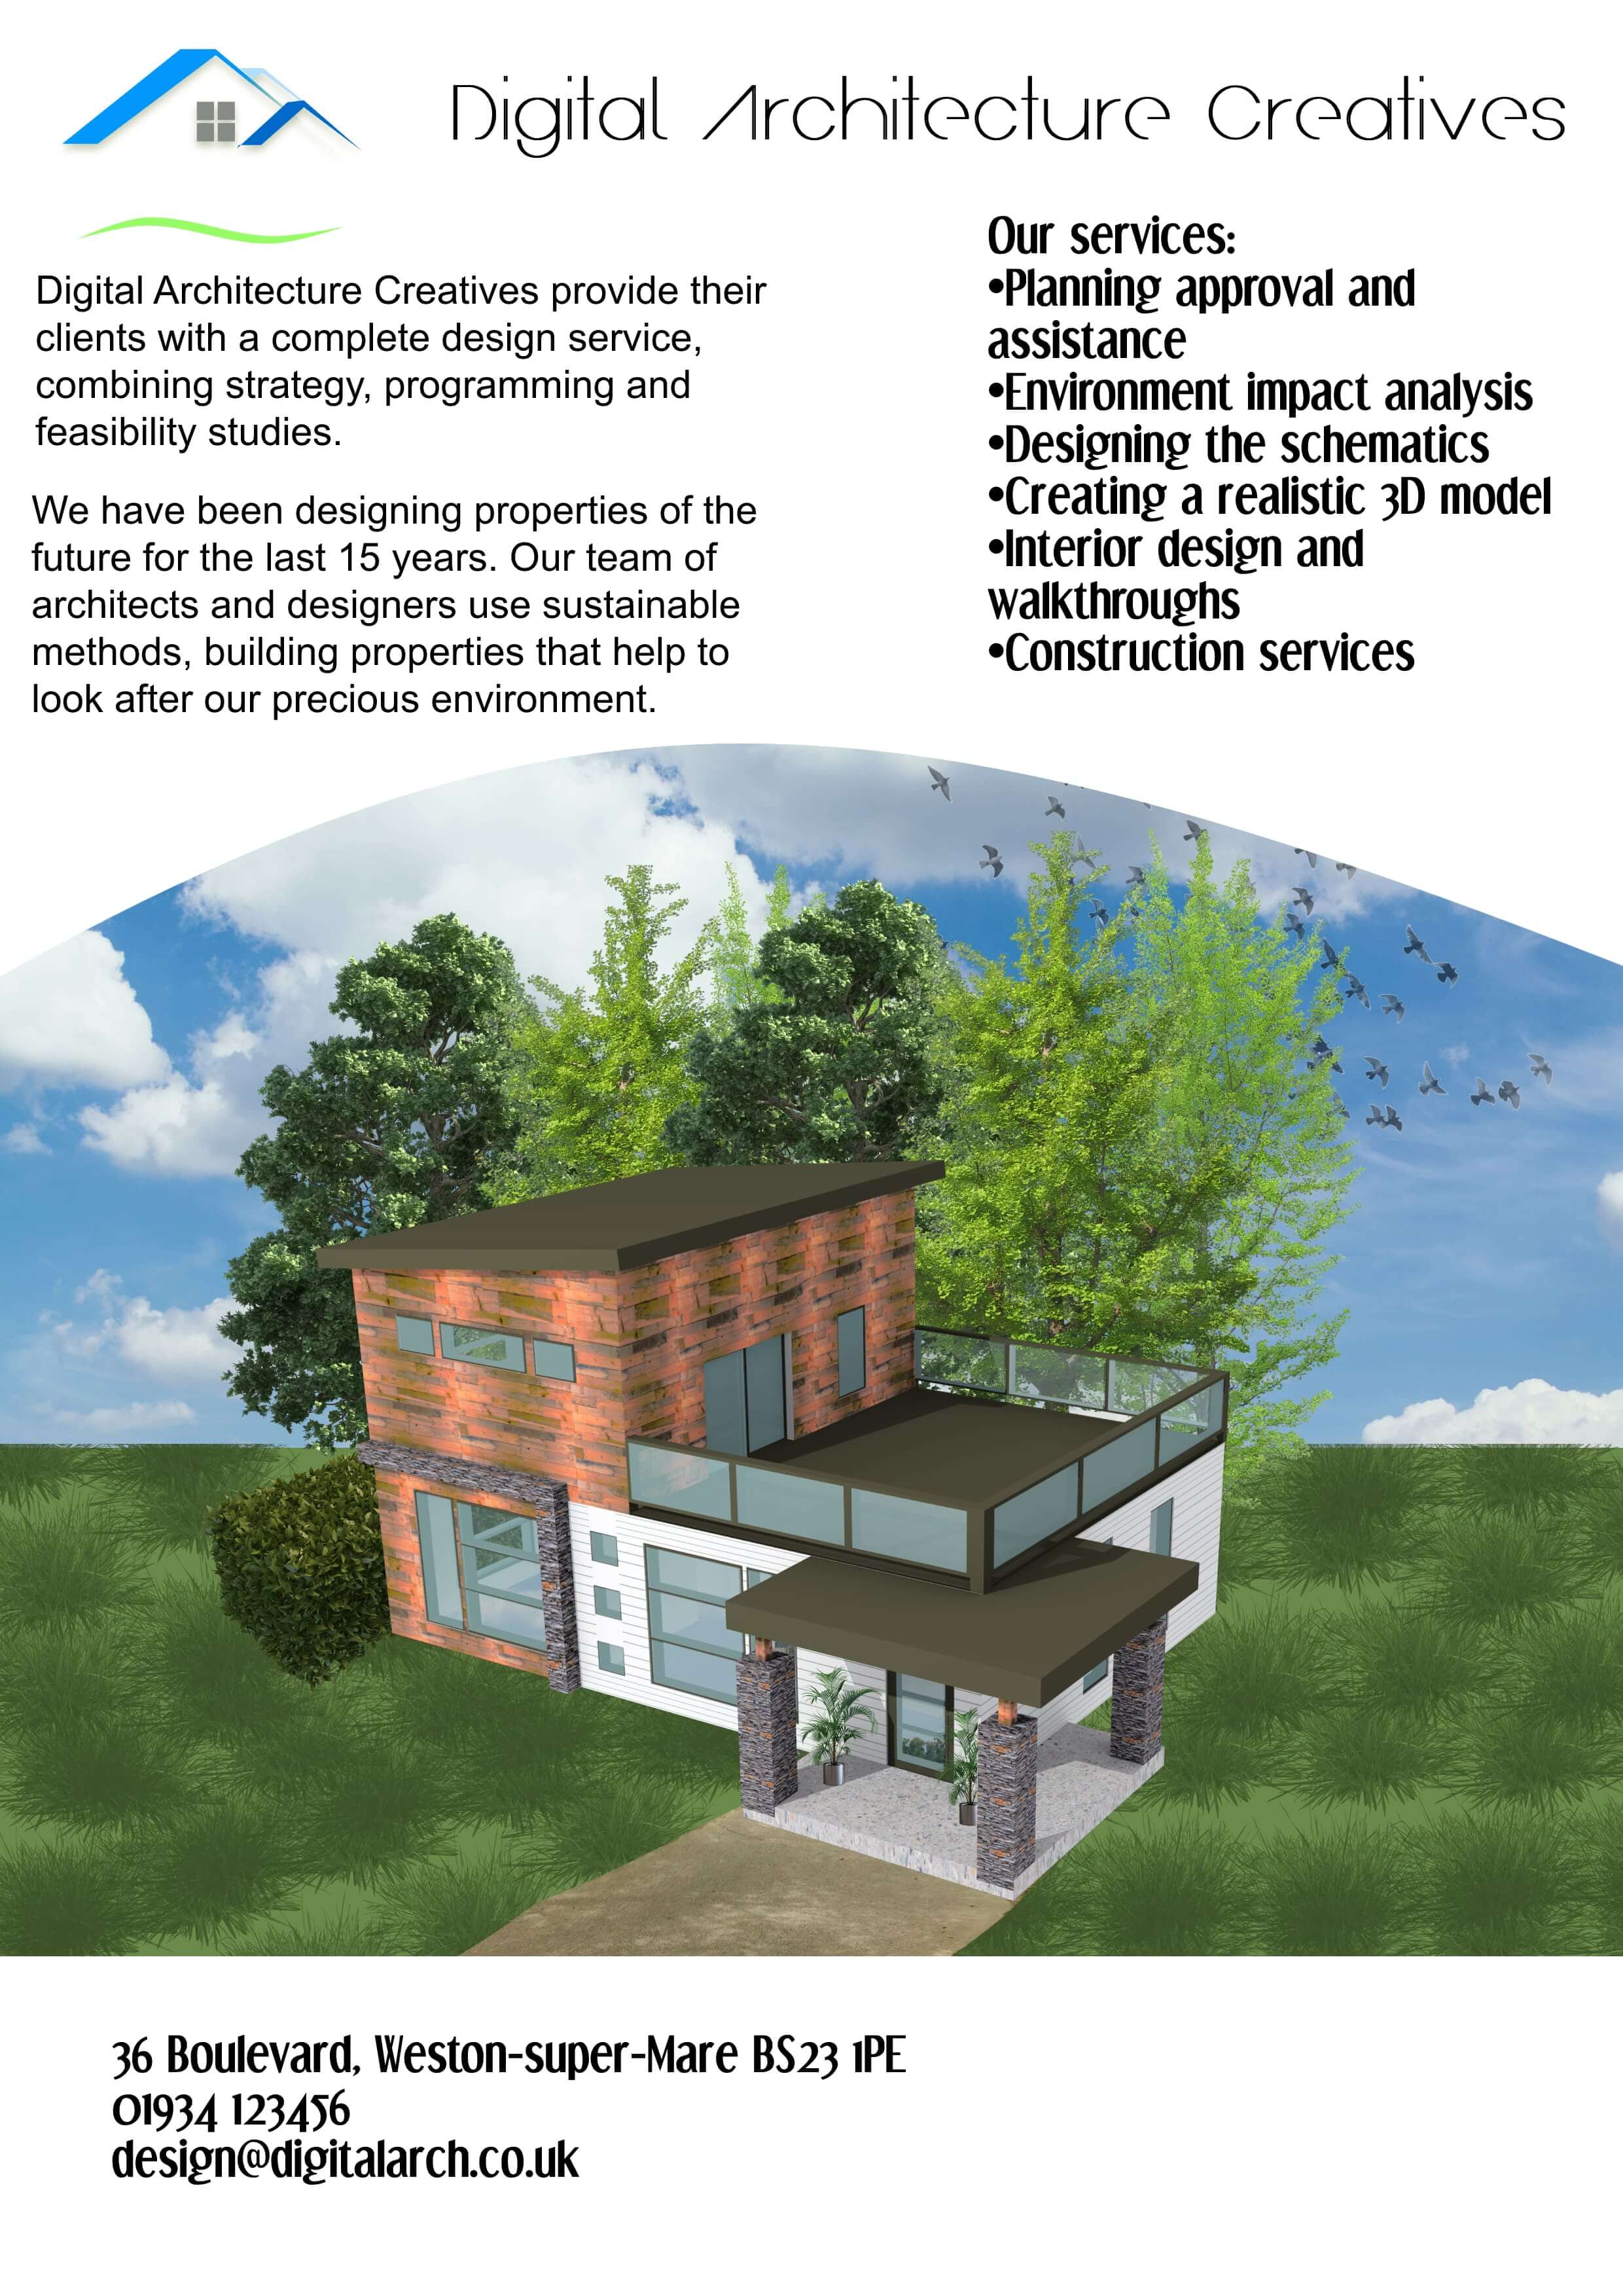 Digital Architecture Creatives
Digital Architecture Creatives provide their
clients with a complete design service,
combining strategy, programming and
feasibility studies.
We have been designing properties of the
future for the last 15 years. Our team of
architects and designers use sustainable
methods, building properties that help to
look after our precious environment.
Our services:
•Planning approval and
assistance
•Environment impact analysis
•Designing the schematics
•Creating a realistic 3D model
•Interior design and
walkthroughs
•Construction services
36 Boulevard, Weston-super-Mare BS23 1PE
01934 123456
design@digitalarch.co.uk